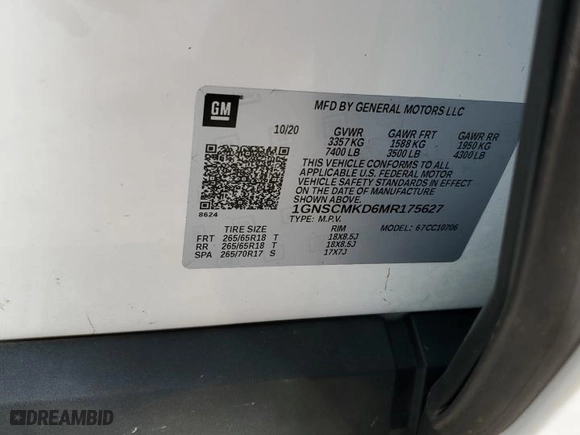 GM
MFD BY GENERAL MOTORS LLC
10/20 GVWR GAWR FRT GAWR RR
3357 KG 1588 KG 1950 KG
7400 LB 3500 LB 4300 LB
THIS VEHICLE CONFORMS TO ALL
APPLICABLE U.S. FEDERAL MOTOR
VEHICLE SAFETY STANDARDS IN
EFFECT ON THE DATE OF MANUFACTURE
SHOWN ABOVE.
8624 1GNSCMKD6MR175627
TYPE: M.P.V. MODEL: 67CC10706
TIRE SIZE RIM
FRT 265/65R18 T 18X8.5J
RR 265/65R18 T 18X8.5J
SPA 265/70R17 S 17X7J
DREAMBID